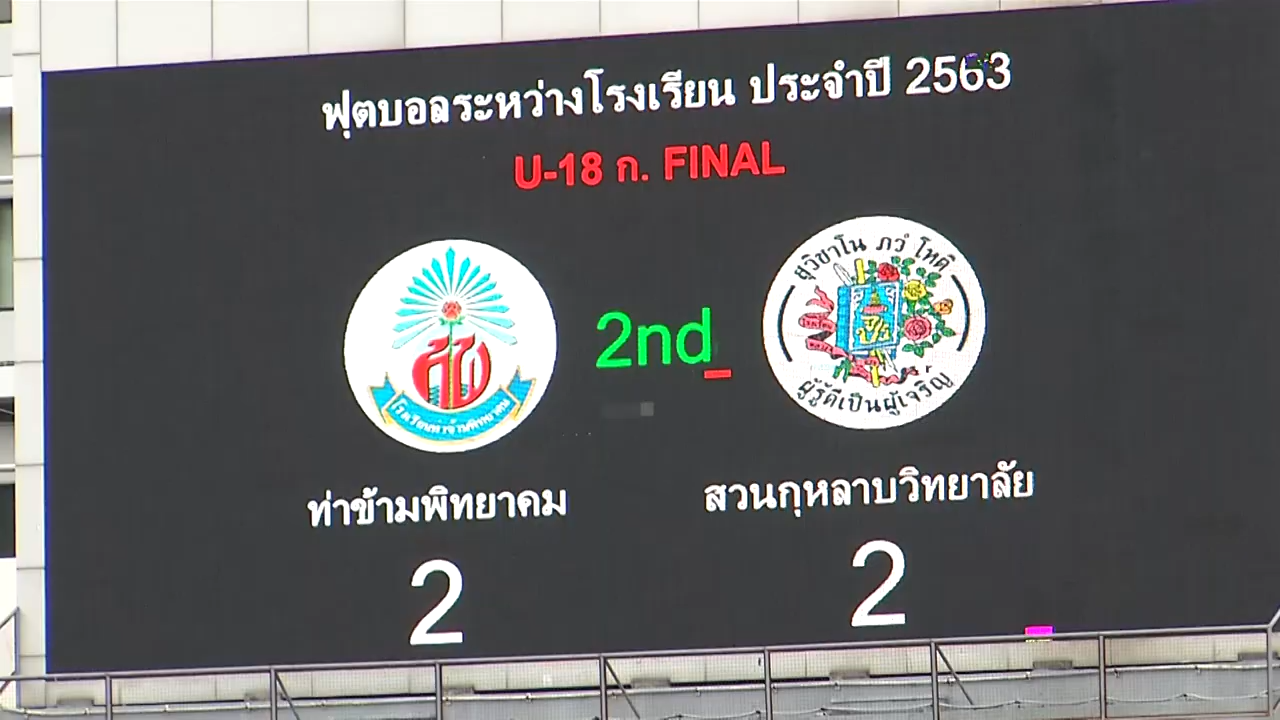 ฟุตบอลระหว่างโรงเรียน ประจำปี 2563
U-18 ก. FINAL
สุวิชาโน ภวํ โหติ
2nd
ผู้รู้ดีเป็นผู้เจริญ
ท่าข้ามพิทยาคม
สวนกุหลาบวิทยาลัย
2
2